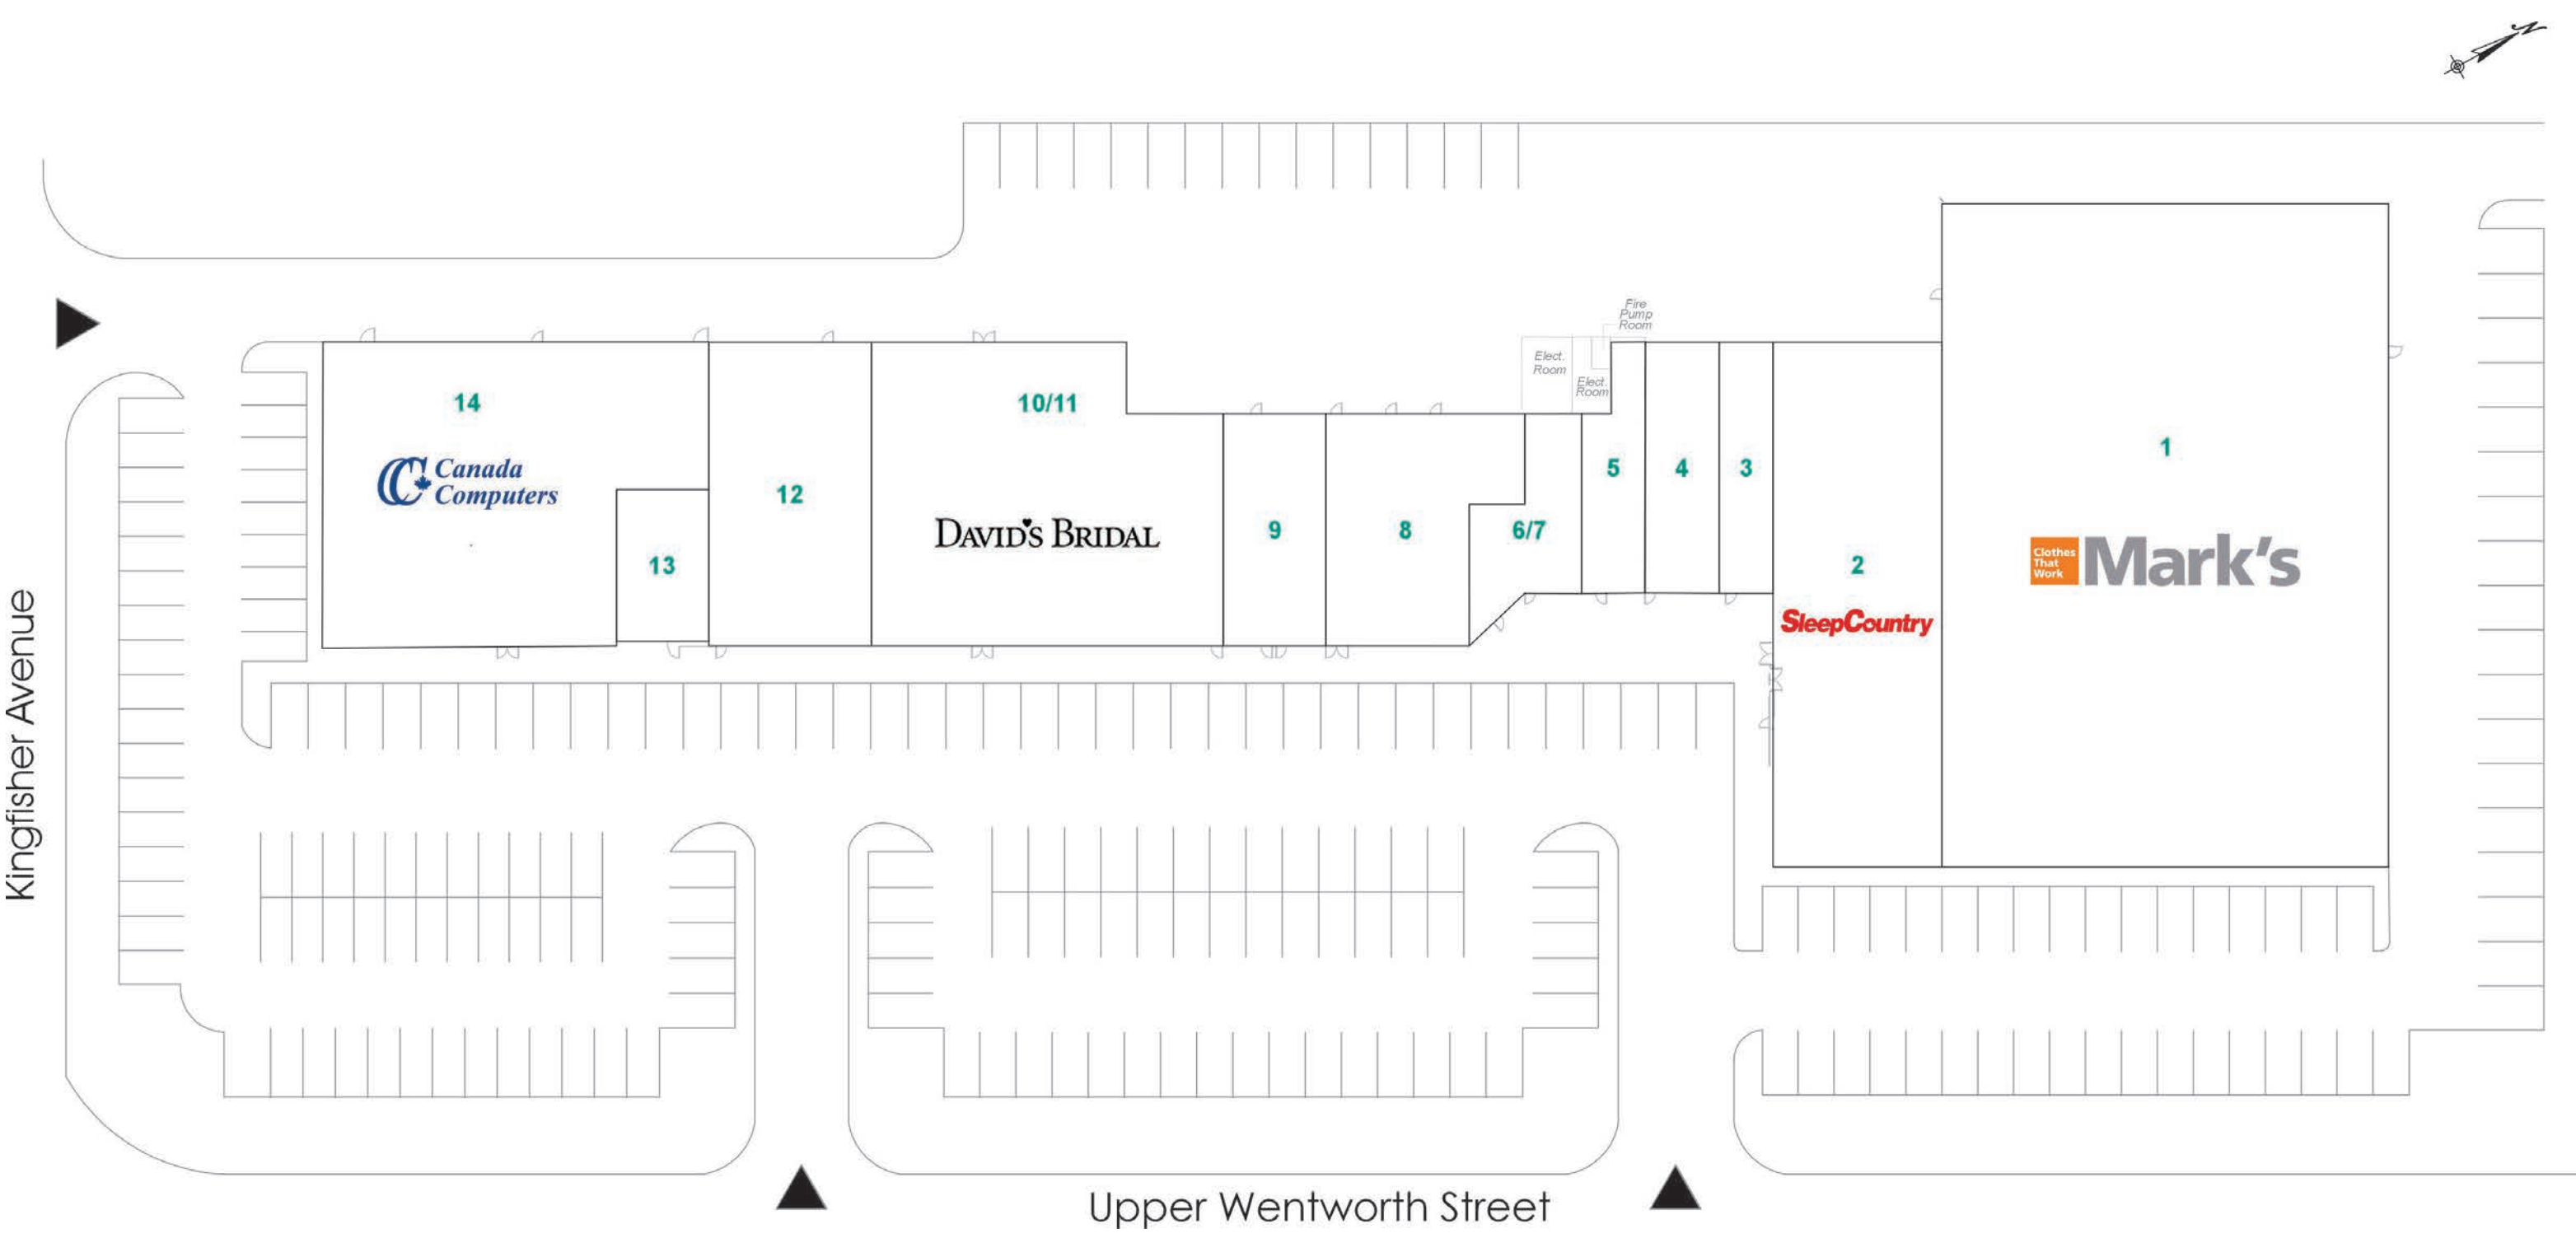 N
Fire
Pump
Room
Elect.
Room
Elect.
Room
14
Canada
Computers
13
12
10/11
DAVID'S BRIDAL
9
8
6/7
5
4
3
2
SleepCountry
1
Clothes
That
Work
Mark's
Kingfisher Avenue
Upper Wentworth Street